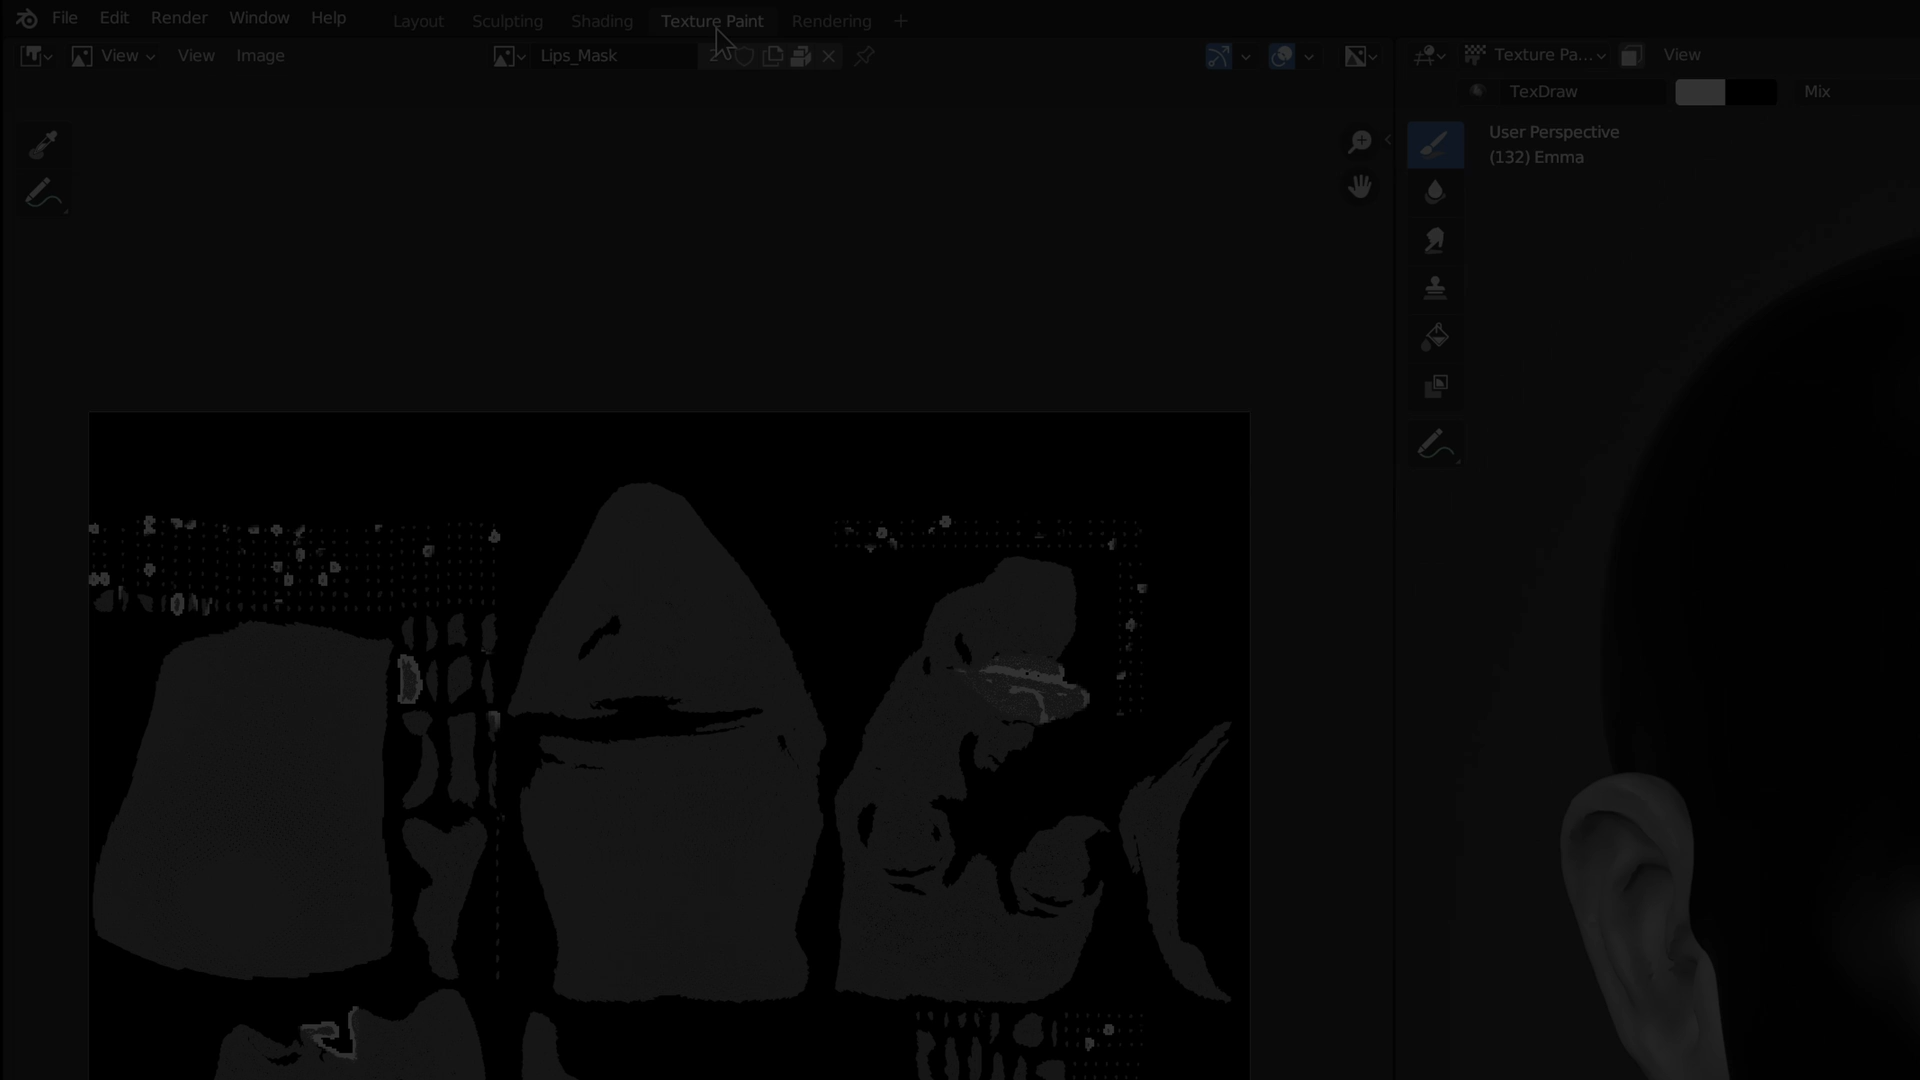 File Edit Render Window Help Layout Sculpting Shading Texture Paint Rendering +
View View Image Lips_Mask 2 Texture Pa... View
TexDraw Mix
User Perspective
(132) Emma